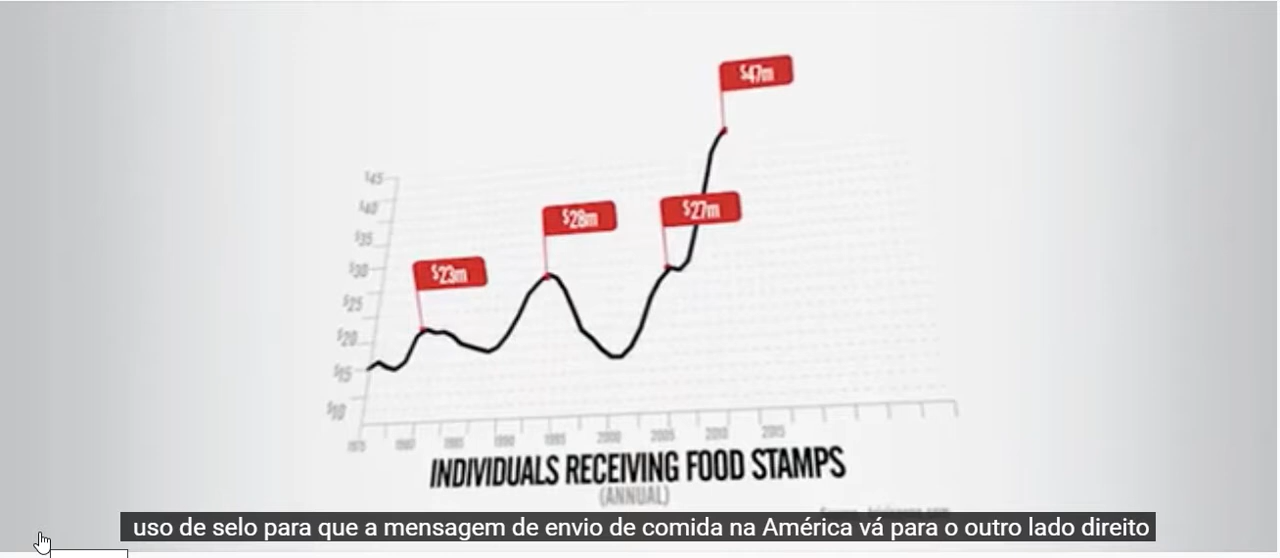 $47m
$45
$40
$28m
$27m
$35
$30
$23m
$25
$20
$15
$10
1975 1980 1985 1990 1995 2000 2005 2010 2015
INDIVIDUALS RECEIVING FOOD STAMPS
(ANNUAL)
uso de selo para que a mensagem de envio de comida na América vá para o outro lado direito